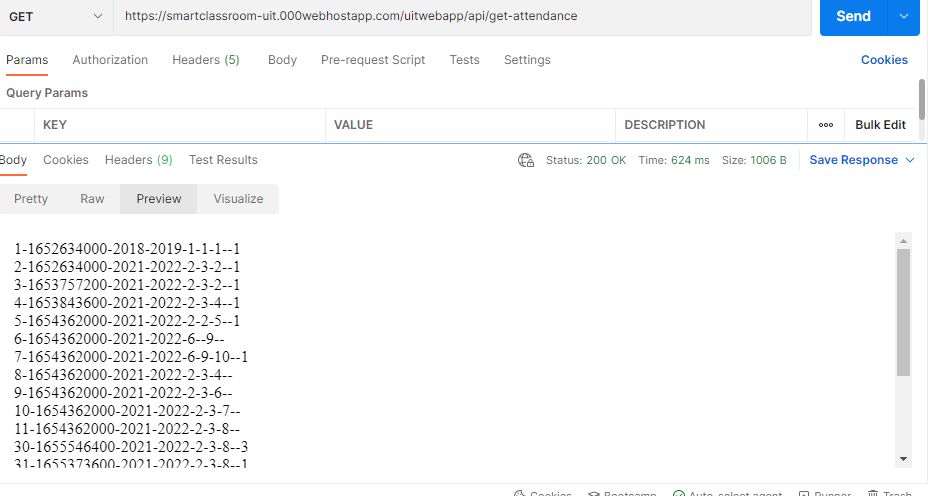 GET https://smartclassroom-uit.000webhostapp.com/uitwebapp/api/get-attendance Send
Params Authorization Headers (5) Body Pre-request Script Tests Settings Cookies
Query Params
KEY VALUE DESCRIPTION ooo Bulk Edit
Body Cookies Headers (9) Test Results Status: 200 OK Time: 624 ms Size: 1006 B Save Response
Pretty Raw Preview Visualize
1-1652634000-2018-2019-1-1-1--1
2-1652634000-2021-2022-2-3-2--1
3-1653757200-2021-2022-2-3-2--1
4-1653843600-2021-2022-2-3-4--1
5-1654362000-2021-2022-2-2-5--1
6-1654362000-2021-2022-6--9--
7-1654362000-2021-2022-6-9-10--1
8-1654362000-2021-2022-2-3-4--
9-1654362000-2021-2022-2-3-6--
10-1654362000-2021-2022-2-3-7--
11-1654362000-2021-2022-2-3-8--
30-1655546400-2021-2022-2-3-8--3
31-1655373600-2021-2022-2-3-8--1
Cookies Bootcamp Auto-select agent Runner Trash